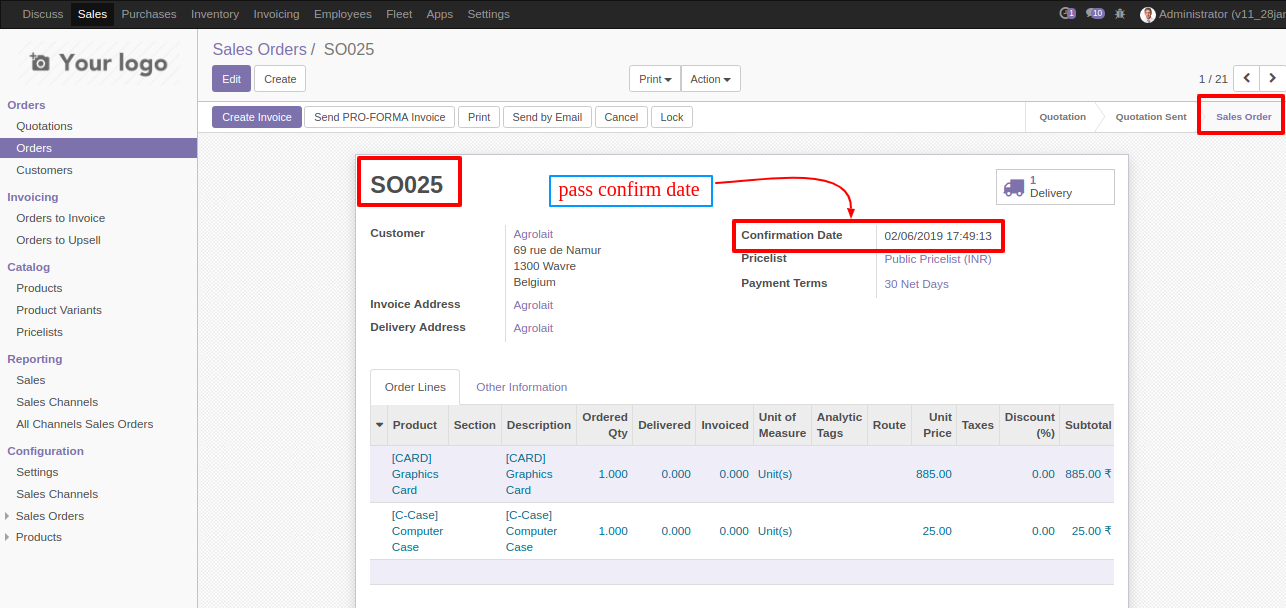 Discuss Sales Purchases Inventory Invoicing Employees Fleet Apps Settings 1 10 Administrator (v11_28jan
Your logo
Sales Orders / SO025
Edit Create Print Action 1 / 21
Create Invoice Send PRO-FORMA Invoice Print Send by Email Cancel Lock Quotation Quotation Sent Sales Order
Orders
Quotations
Orders
Customers
Invoicing
Orders to Invoice
Orders to Upsell
Catalog
Products
Product Variants
Pricelists
Reporting
Sales
Sales Channels
All Channels Sales Orders
Configuration
Settings
Sales Channels
Sales Orders
Products
SO025
pass confirm date
1
Delivery
Customer Agrolait
69 rue de Namur
1300 Wavre
Belgium
Invoice Address Agrolait
Delivery Address Agrolait
Confirmation Date 02/06/2019 17:49:13
Pricelist Public Pricelist (INR)
Payment Terms 30 Net Days
Order Lines Other Information
Product Section Description Ordered Qty Delivered Invoiced Unit of Measure Analytic Tags Route Unit Price Taxes Discount (%) Subtotal
[CARD] Graphics Card [CARD] Graphics Card 1.000 0.000 0.000 Unit(s) 885.00 0.00 885.00 ₹
[C-Case] Computer Case [C-Case] Computer Case 1.000 0.000 0.000 Unit(s) 25.00 0.00 25.00 ₹